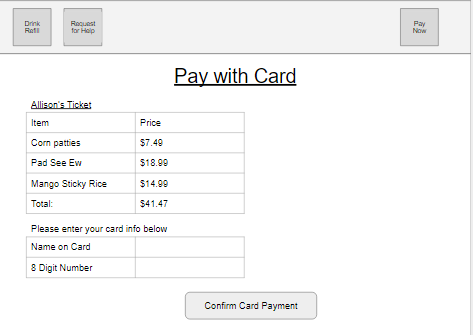 Drink
Refill
Request
for Help
Pay
Now
Pay with Card
Allison's Ticket
Item Price
Corn patties $7.49
Pad See Ew $18.99
Mango Sticky Rice $14.99
Total: $41.47
Please enter your card info below
Name on Card
8 Digit Number
Confirm Card Payment